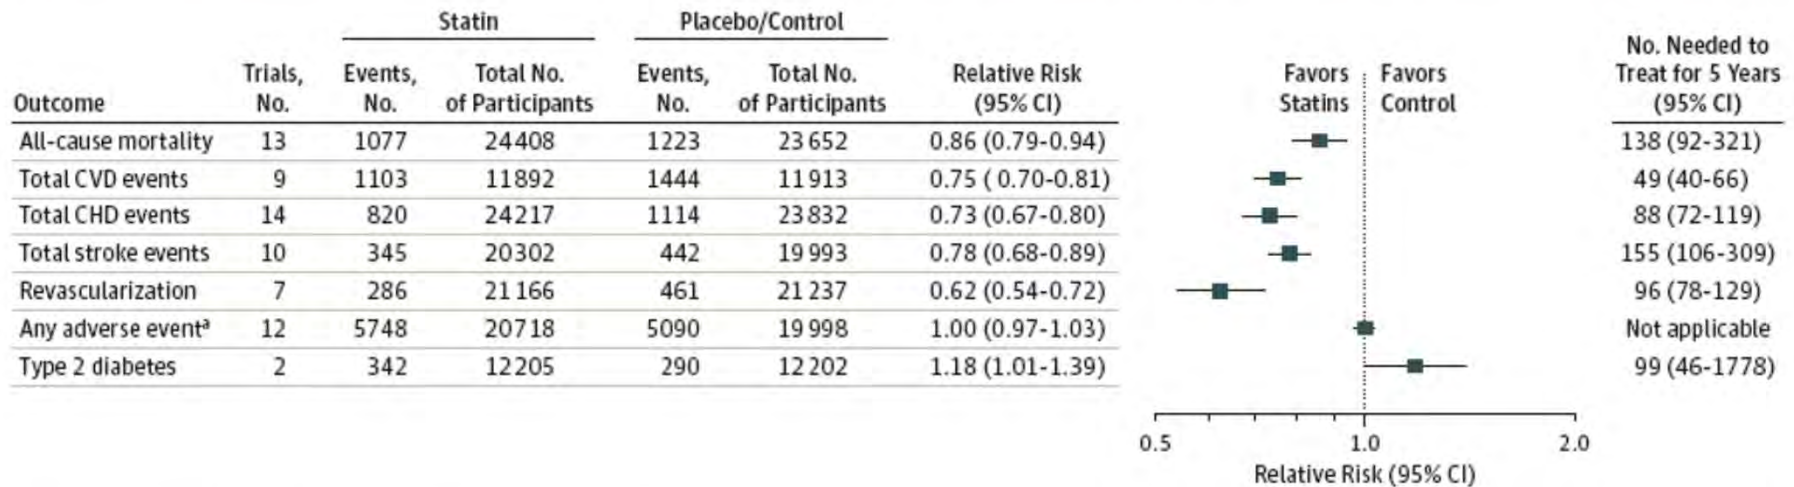 Statin Placebo/Control
No. Needed to
Trials, Events, Total No. Events, Total No. Relative Risk Favors Favors Treat for 5 Years
Outcome No. No. of Participants No. of Participants (95% CI) Statins Control (95% CI)
All-cause mortality 13 1077 24408 1223 23652 0.86 (0.79-0.94) 138 (92-321)
Total CVD events 9 1103 11892 1444 11913 0.75 ( 0.70-0.81) 49 (40-66)
Total CHD events 14 820 24217 1114 23832 0.73 (0.67-0.80) 88 (72-119)
Total stroke events 10 345 20302 442 19993 0.78 (0.68-0.89) 155 (106-309)
Revascularization 7 286 21166 461 21237 0.62 (0.54-0.72) 96 (78-129)
Any adverse eventª 12 5748 20718 5090 19998 1.00 (0.97-1.03) Not applicable
Type 2 diabetes 2 342 12205 290 12202 1.18 (1.01-1.39) 99 (46-1778)
0.5 1.0 2.0
Relative Risk (95% CI)